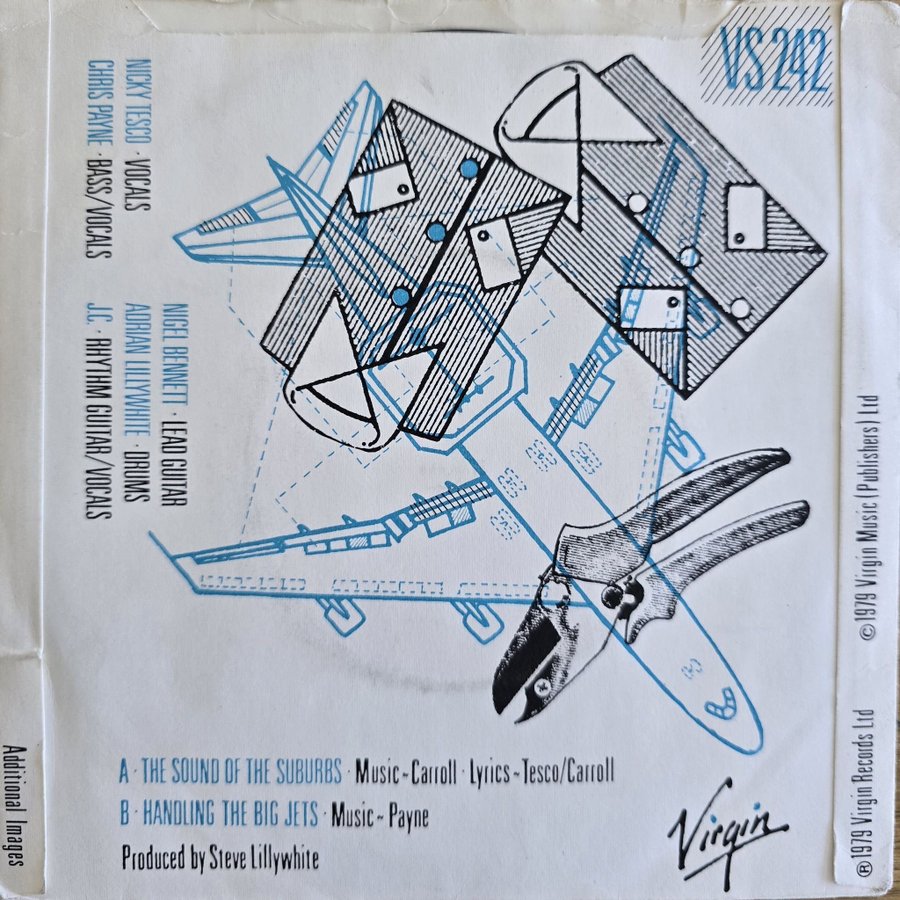 VS 242
NICKY TESCO · VOCALS
CHRIS PAYNE · BASS/VOCALS
NIGEL BENNETT · LEAD GUITAR
ADRIAN LILLYWHITE · DRUMS
J.C. · RHYTHM GUITAR/VOCALS
A · THE SOUND OF THE SUBURBS · Music~Carroll · Lyrics~Tesco/Carroll
B · HANDLING THE BIG JETS · Music~Payne
Produced by Steve Lillywhite
Virgin
©1979 Virgin Music (Publishers) Ltd
℗1979 Virgin Records Ltd
Additional Images